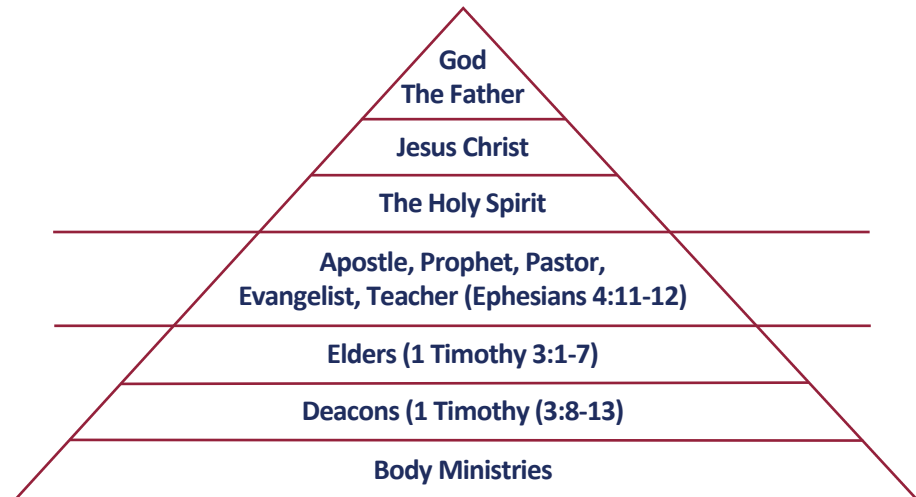 God
The Father
Jesus Christ
The Holy Spirit
Apostle, Prophet, Pastor,
Evangelist, Teacher (Ephesians 4:11-12)
Elders (1 Timothy 3:1-7)
Deacons (1 Timothy (3:8-13)
Body Ministries